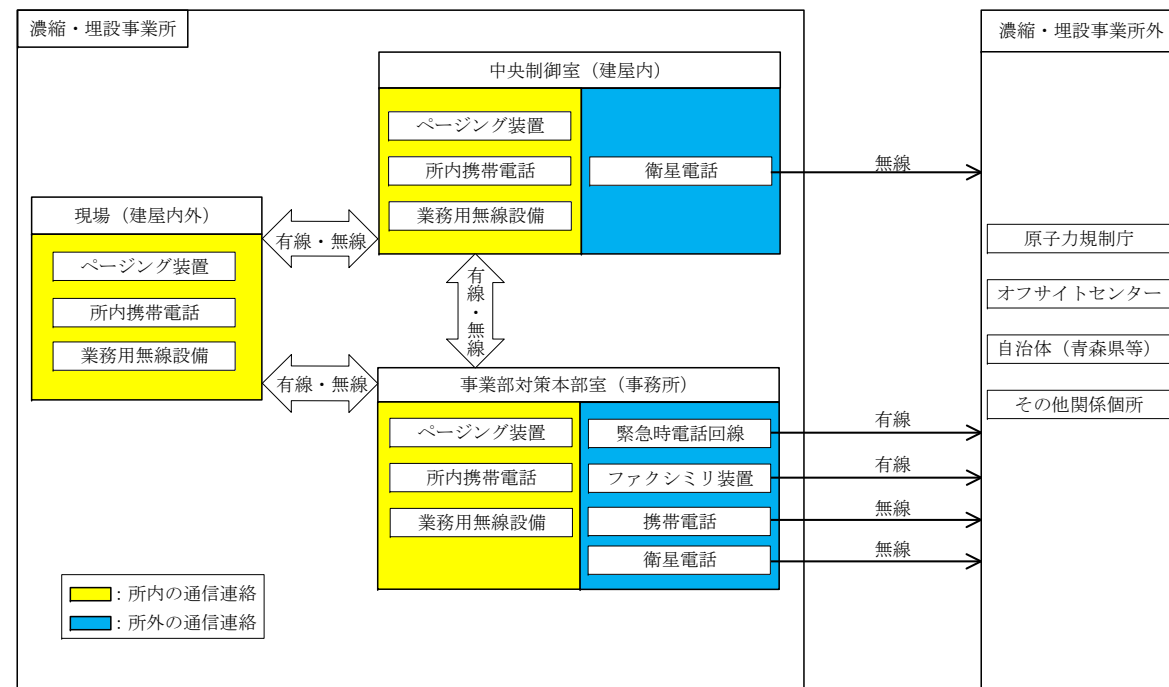 濃縮・埋設事業所
濃縮・埋設事業所外
中央制御室（建屋内）
ページング装置
所内携帯電話
業務用無線設備
衛星電話
無線
現場（建屋内外）
ページング装置
所内携帯電話
業務用無線設備
有線・無線
有線・無線
有線・無線
事業部対策本部室（事務所）
ページング装置
所内携帯電話
業務用無線設備
緊急時電話回線
ファクシミリ装置
携帯電話
衛星電話
有線
有線
無線
無線
原子力規制庁
オフサイトセンター
自治体（青森県等）
その他関係個所
：所内の通信連絡
：所外の通信連絡